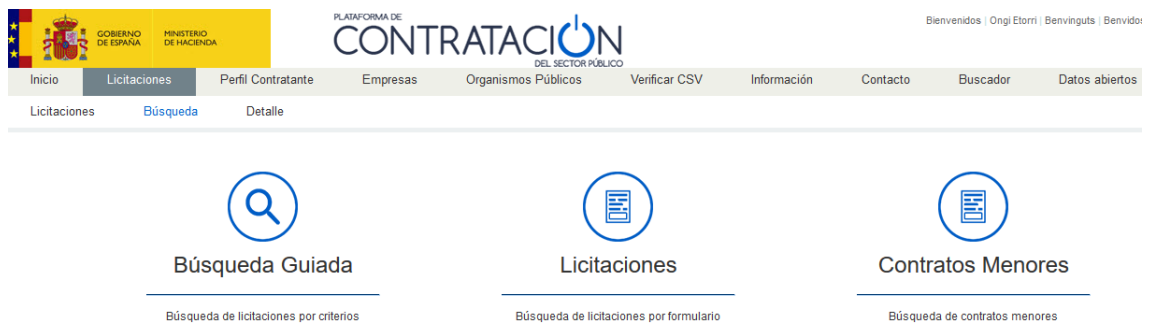 GOBIERNO DE ESPAÑA
MINISTERIO DE HACIENDA
PLATAFORMA DE
CONTRATACIÓN
DEL SECTOR PÚBLICO
Bienvenidos | Ongi Etorri | Benvinguts | Benvidos
Inicio Licitaciones Perfil Contratante Empresas Organismos Públicos Verificar CSV Información Contacto Buscador Datos abiertos
Licitaciones Búsqueda Detalle
Búsqueda Guiada Licitaciones Contratos Menores
Búsqueda de licitaciones por criterios Búsqueda de licitaciones por formulario Búsqueda de contratos menores